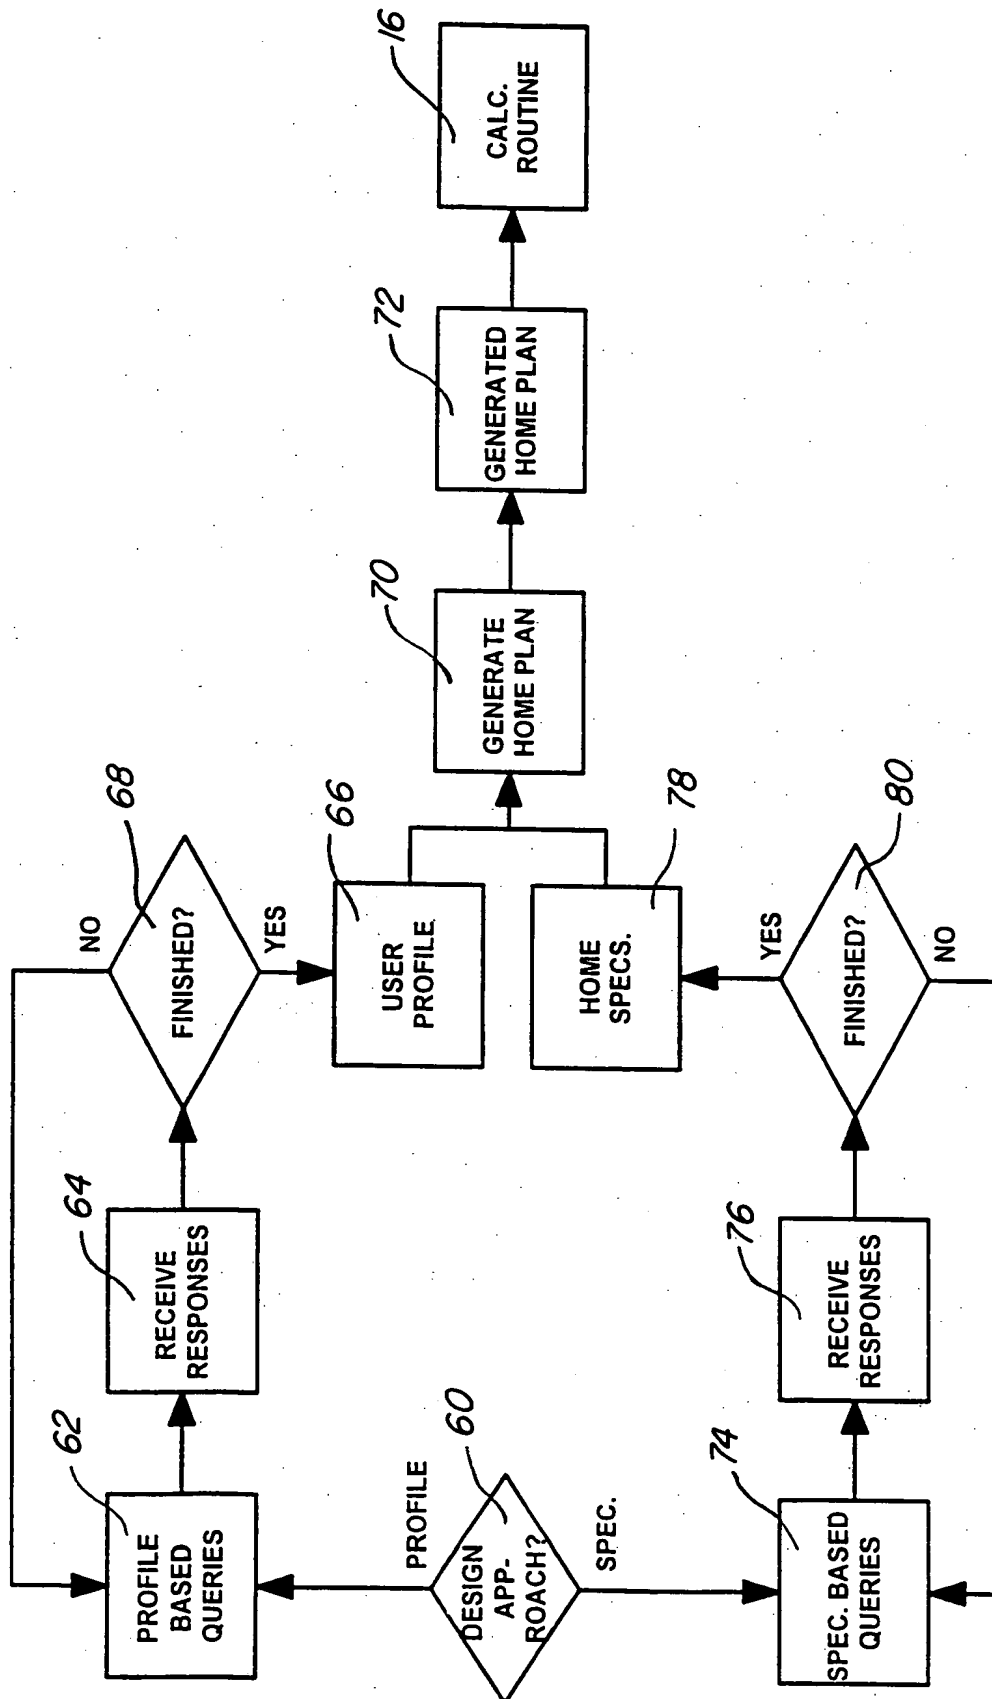 62
PROFILE
BASED
QUERIES
64
RECEIVE
RESPONSES
NO
68
FINISHED?
YES
66
USER
PROFILE
PROFILE
60
DESIGN
APP-
ROACH?
SPEC.
70
GENERATE
HOME PLAN
72
GENERATED
HOME PLAN
16
CALC.
ROUTINE
74
SPEC. BASED
QUERIES
76
RECEIVE
RESPONSES
78
HOME
SPECS.
YES
80
FINISHED?
NO